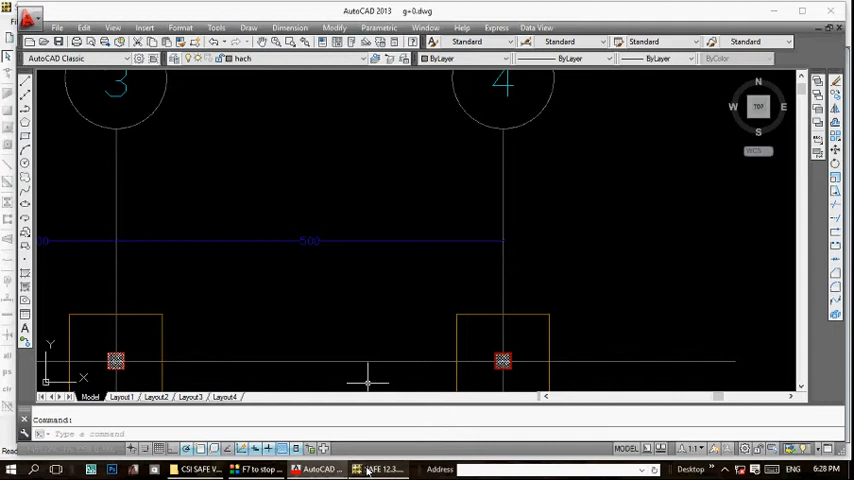 AutoCAD 2013 g+0.dwg
File Edit View Insert Format Tools Draw Dimension Parametric Modify Window Help Express Data View
Standard Standard Standard Standard
AutoCAD Classic hach ByLayer ByLayer ByLayer ByColor
3 4
N
W TOP E
S
WCS
500
Y
X
Model Layout1 Layout2 Layout3 Layout4
Command:
Type a command
MODEL 1:1
CSI SAFE V... F7 to stop ... AutoCAD ... SAFE 12.3.... Address Desktop 6:28 PM